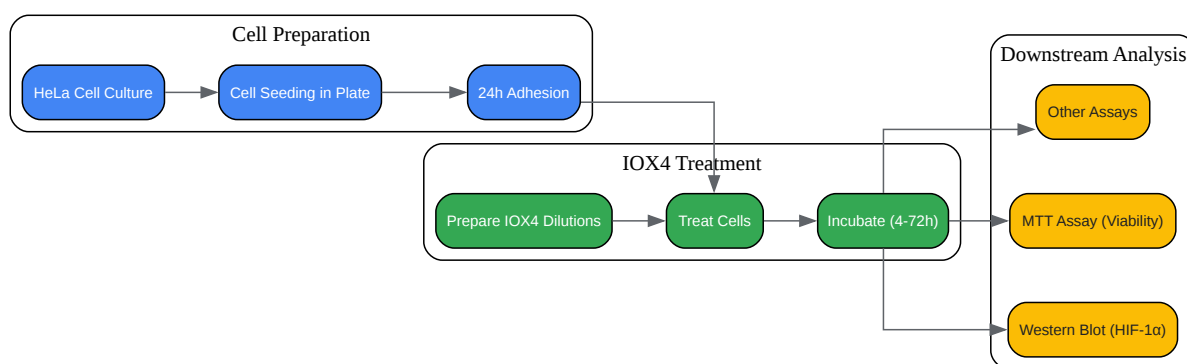 Cell Preparation
HeLa Cell Culture
Cell Seeding in Plate
24h Adhesion
IOX4 Treatment
Prepare IOX4 Dilutions
Treat Cells
Incubate (4-72h)
Downstream Analysis
Other Assays
MTT Assay (Viability)
Western Blot (HIF-1α)